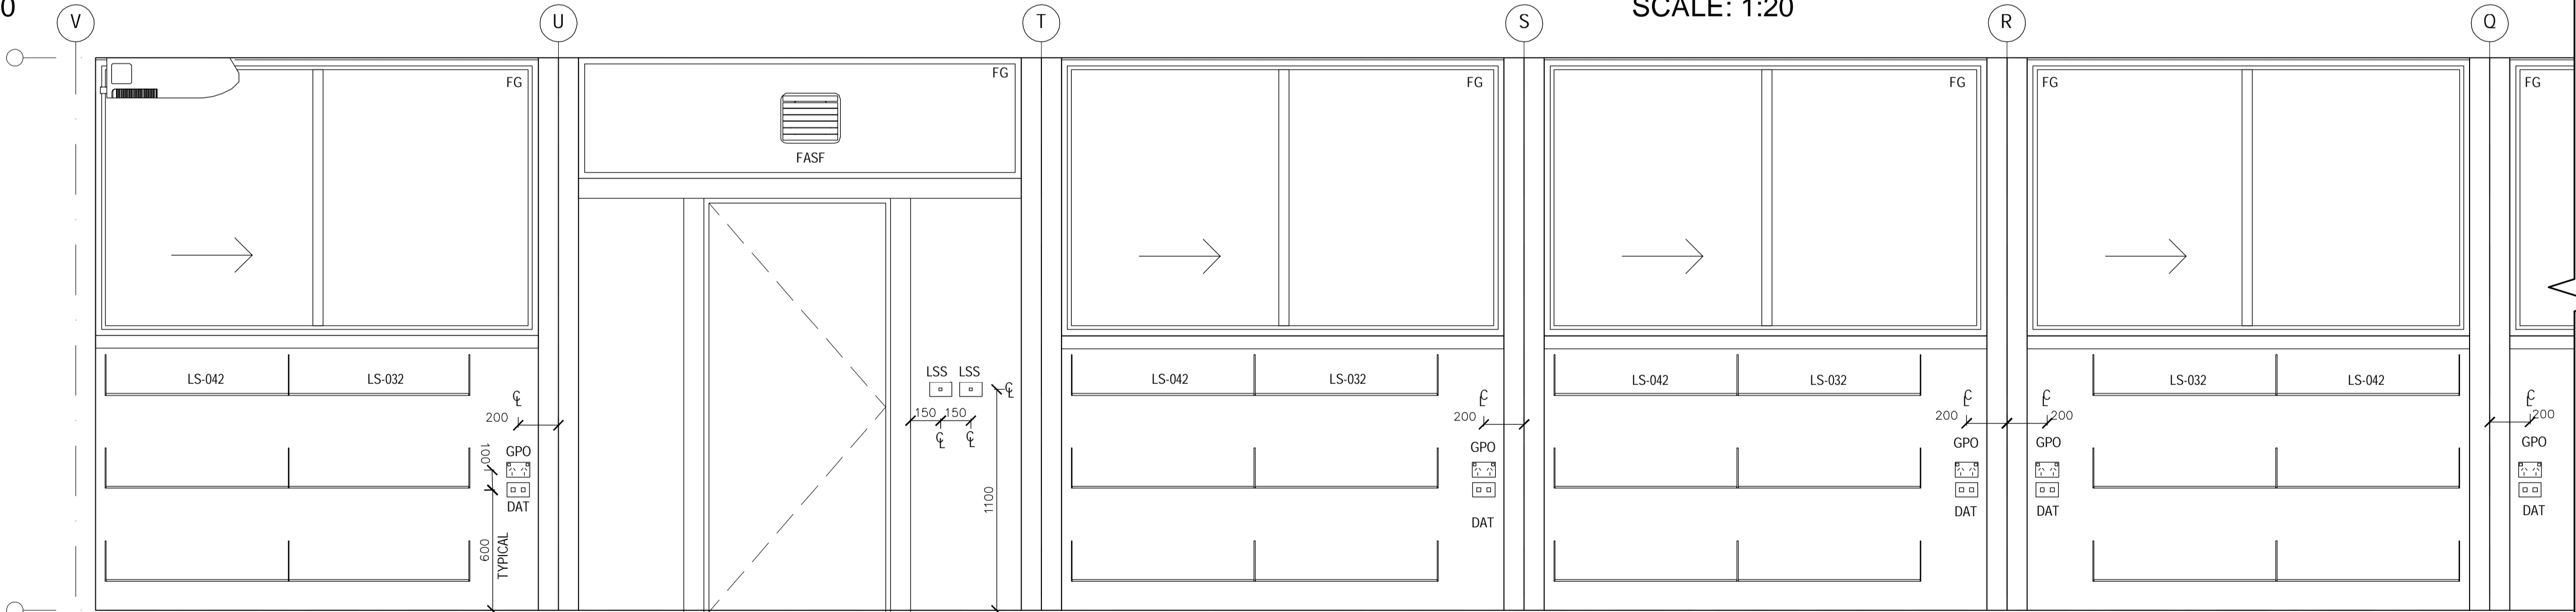 0
SCALE: 1:20
V
U
T
S
R
Q
FG
FG
FG
FG
FG
FG
FASF
LS-042
LS-032
LSS
LSS
LS-042
LS-032
LS-042
LS-032
LS-032
LS-042
℄
200
100
GPO
DAT
600
TYPICAL
150
150
℄
℄
℄
1100
℄
200
GPO
DAT
℄
200
GPO
DAT
℄
200
GPO
DAT
℄
200
GPO
DAT